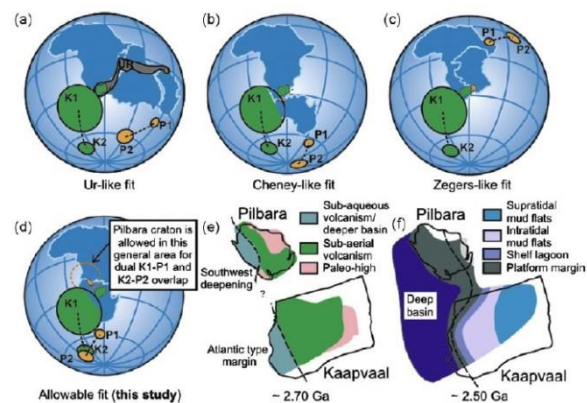 (a)
UR
K1
K2
P1
P2
Ur-like fit
(b)
K1
K2
P1
P2
Cheney-like fit
(c)
P1
P2
K1
K2
Zegers-like fit
(d)
Pilbara craton is
allowed in this
general area for
dual K1-P1 and
K2-P2 overlap
K1
P1
K2
P2
Allowable fit (this study)
(e)
Pilbara
Sub-aqueous
volcanism/
deeper basin
Sub-aerial
volcanism
Paleo-high
Southwest
deepening
?
Atlantic type
margin
Kaapvaal
~ 2.70 Ga
(f)
Supratidal
mud flats
Intratidal
mud flats
Shelf lagoon
Platform margin
Deep
basin
Kaapvaal
~ 2.50 Ga